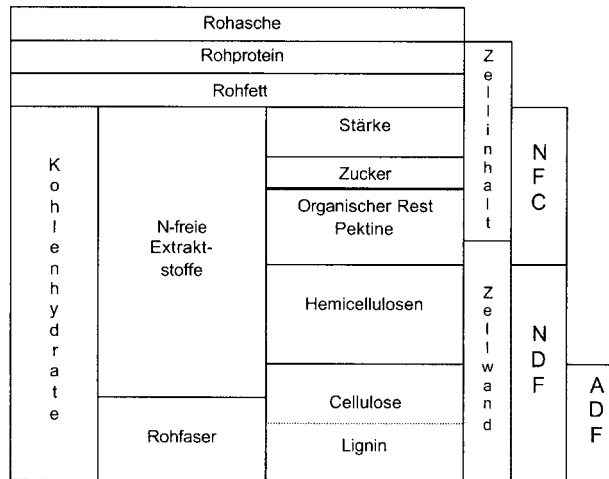 Rohasche
Rohprotein
Rohfett
Kohlenhydrate
N-freie
Extrakt-
stoffe
Rohfaser
Stärke
Zucker
Organischer Rest
Pektine
Hemicellulosen
Cellulose
Lignin
Zellinhalt
Zellwand
NFC
NDF
ADF